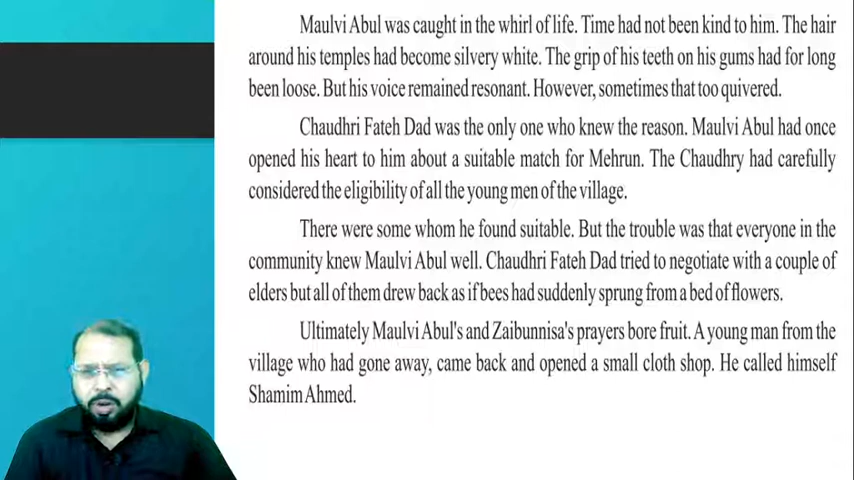 Maulvi Abul was caught in the whirl of life. Time had not been kind to him. The hair
around his temples had become silvery white. The grip of his teeth on his gums had for long
been loose. But his voice remained resonant. However, sometimes that too quivered.
Chaudhri Fateh Dad was the only one who knew the reason. Maulvi Abul had once
opened his heart to him about a suitable match for Mehrun. The Chaudhry had carefully
considered the eligibility of all the young men of the village.
There were some whom he found suitable. But the trouble was that everyone in the
community knew Maulvi Abul well. Chaudhri Fateh Dad tried to negotiate with a couple of
elders but all of them drew back as if bees had suddenly sprung from a bed of flowers.
Ultimately Maulvi Abul's and Zaibunnisa's prayers bore fruit. A young man from the
village who had gone away, came back and opened a small cloth shop. He called himself
Shamim Ahmed.